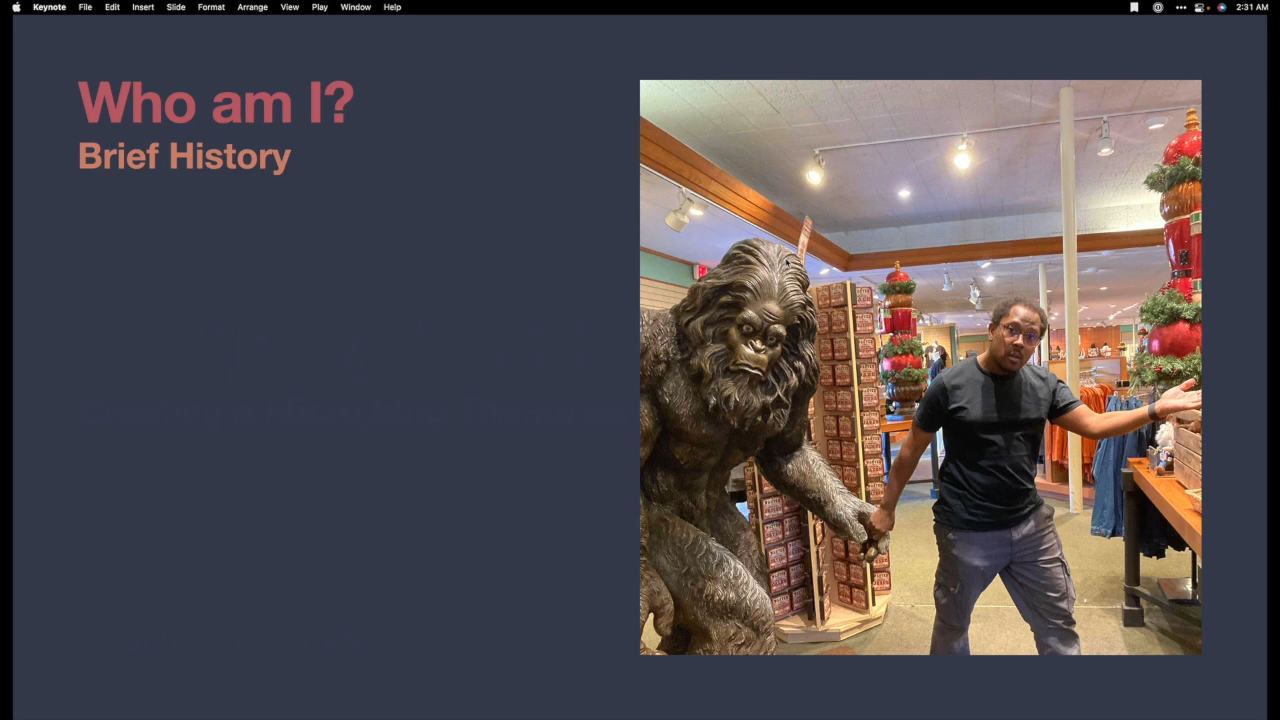 Keynote File Edit Insert Slide Format Arrange View Play Window Help 2:31 AM
Who am I?
Brief History